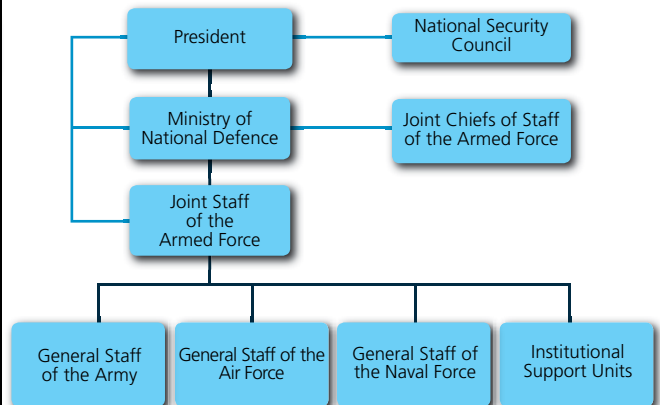 President
National Security
Council
Ministry of
National Defence
Joint Chiefs of Staff
of the Armed Force
Joint Staff
of the
Armed Force
General Staff
of the Army
General Staff of the
Air Force
General Staff of
the Naval Force
Institutional
Support Units